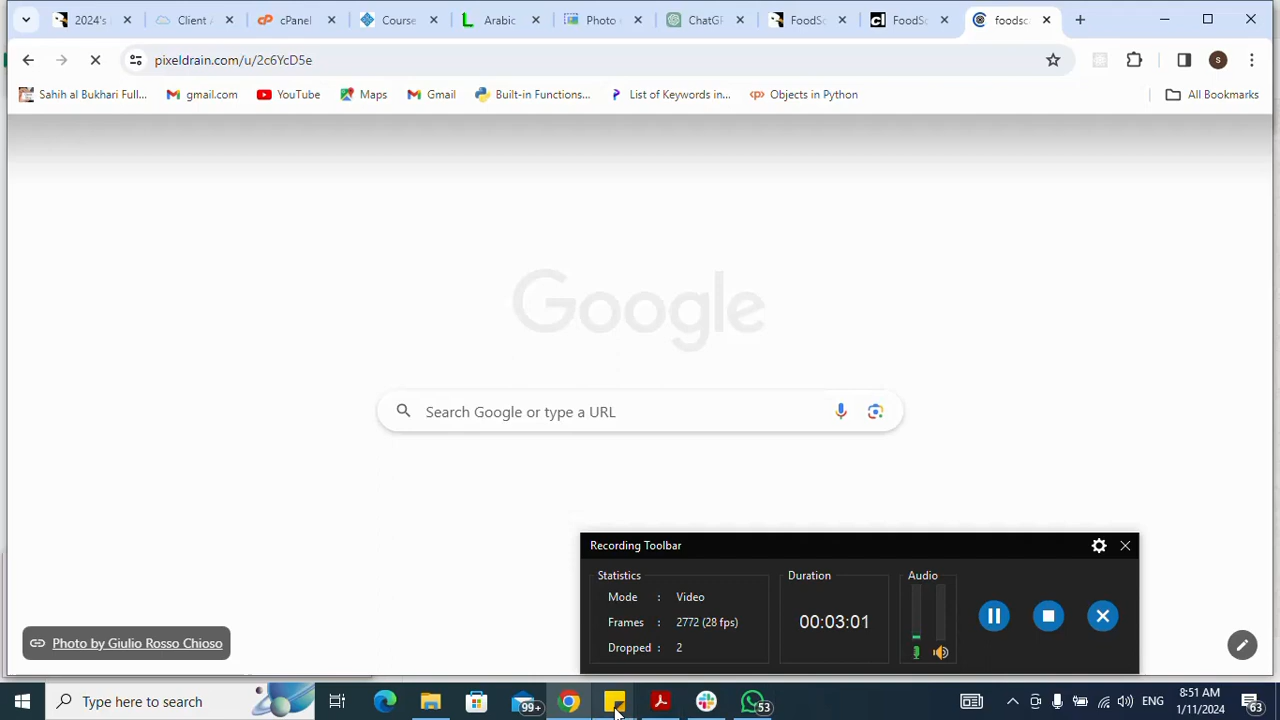 2024's
Client A
cPanel
Course
Arabic
Photo
ChatGP
FoodSc
FoodSc
foodsc
pixeldrain.com/u/2c6YcD5e
S
Sahih al Bukhari Full...
gmail.com
YouTube
Maps
Gmail
Built-in Functions...
List of Keywords in...
Objects in Python
All Bookmarks
Google
Search Google or type a URL
Recording Toolbar
Statistics
Duration
Audio
Mode : Video
Frames : 2772 (28 fps)
00:03:01
Dropped : 2
Photo by Giulio Rosso Chioso
Type here to search
99+
53
ENG
8:51 AM
1/11/2024
63